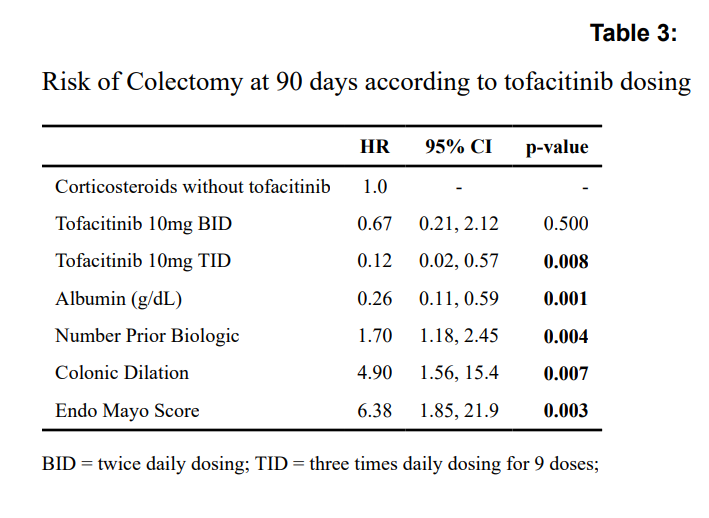 Table 3:
Risk of Colectomy at 90 days according to tofacitinib dosing
HR 95% CI p-value
Corticosteroids without tofacitinib 1.0 - -
Tofacitinib 10mg BID 0.67 0.21, 2.12 0.500
Tofacitinib 10mg TID 0.12 0.02, 0.57 0.008
Albumin (g/dL) 0.26 0.11, 0.59 0.001
Number Prior Biologic 1.70 1.18, 2.45 0.004
Colonic Dilation 4.90 1.56, 15.4 0.007
Endo Mayo Score 6.38 1.85, 21.9 0.003
BID = twice daily dosing; TID = three times daily dosing for 9 doses;